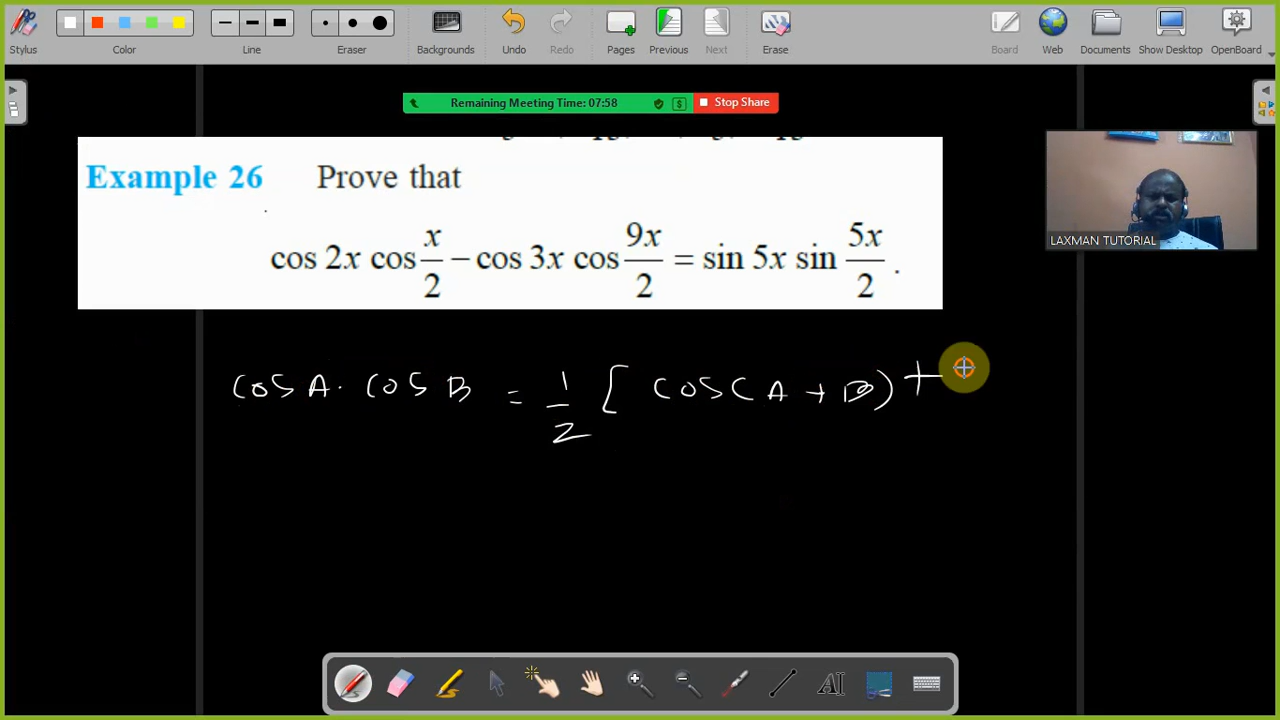 Stylus Color Line Eraser Backgrounds Undo Redo Pages Previous Next Erase Board Web Documents Show Desktop OpenBoard
Remaining Meeting Time: 07:58 Stop Share
Example 26 Prove that
cos 2x cos x/2 − cos 3x cos 9x/2 = sin 5x sin 5x/2 .
LAXMAN TUTORIAL
cosA. cos B = 1/2 [ cos(A + B) +